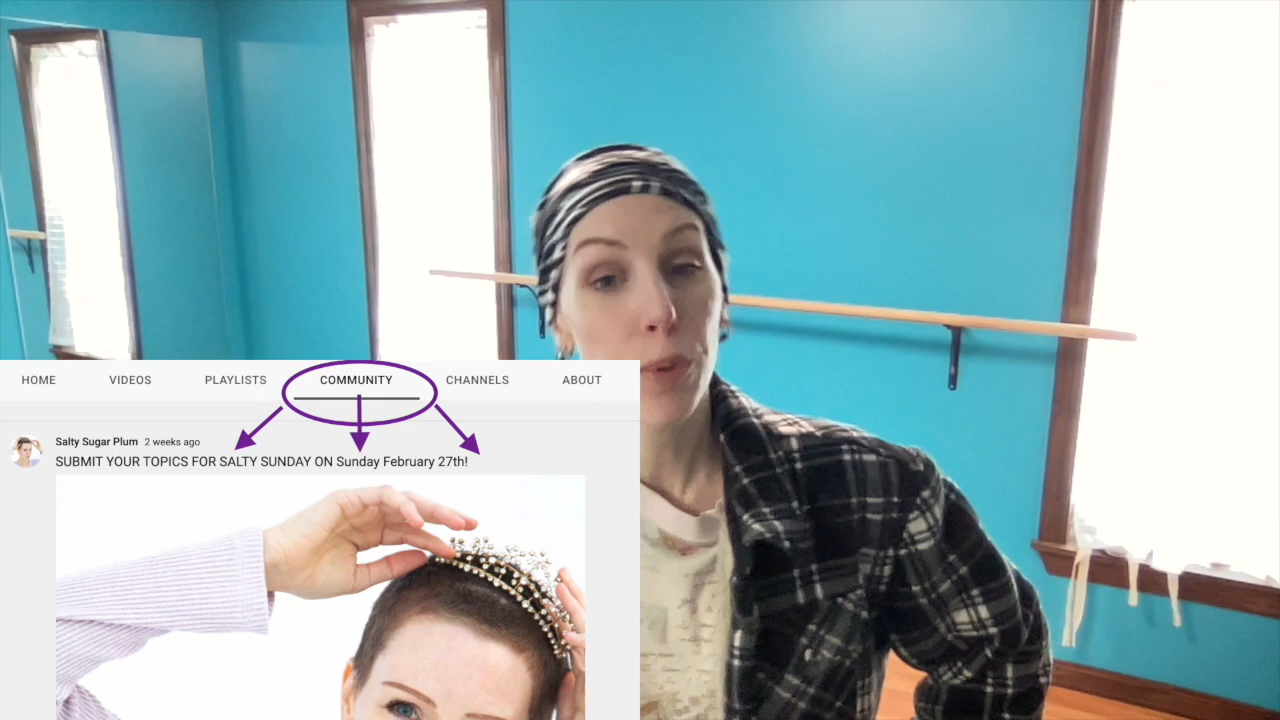 HOME VIDEOS PLAYLISTS COMMUNITY CHANNELS ABOUT
Salty Sugar Plum 2 weeks ago
SUBMIT YOUR TOPICS FOR SALTY SUNDAY ON Sunday February 27th!